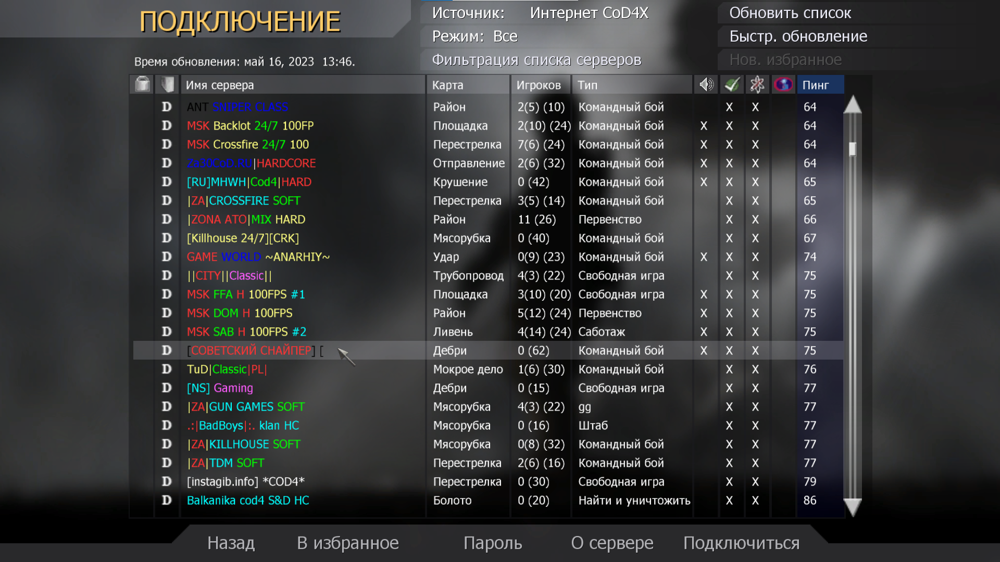 ПОДКЛЮЧЕНИЕ
Источник: Интернет CoD4X
Обновить список
Режим: Все
Быстр. обновление
Время обновления: май 16, 2023 13:46.
Фильтрация списка серверов
Нов. избранное
Имя сервера Карта Игроков Тип Пинг
D ANT SNIPER CLASS Район 2(5) (10) Командный бой X X 64
D MSK Backlot 24/7 100FP Площадка 2(10) (24) Командный бой X X X 64
D MSK Crossfire 24/7 100 Перестрелка 7(6) (24) Командный бой X X X 64
D Za30CoD.RU|HARDCORE Отправление 2(6) (32) Командный бой X X X 64
D [RU]MHWH|Cod4|HARD Крушение 0 (42) Командный бой X X X 65
D |ZA|CROSSFIRE SOFT Перестрелка 3(5) (14) Командный бой X X 65
D |ZONA ATO|MIX HARD Район 11 (26) Первенство X X 66
D [Killhouse 24/7][CRK] Мясорубка 0 (40) Командный бой X X 67
D GAME WORLD ~ANARHIY~ Удар 0(9) (23) Командный бой X X X 74
D ||CITY||Classic|| Трубопровод 4(3) (22) Свободная игра X X 75
D MSK FFA H 100FPS #1 Площадка 3(10) (20) Свободная игра X X X 75
D MSK DOM H 100FPS Район 5(12) (24) Первенство X X X 75
D MSK SAB H 100FPS #2 Ливень 4(14) (24) Саботаж X X X 75
D [СОВЕТСКИЙ СНАЙПЕР] [ Дебри 0 (62) Командный бой X X X 75
D TuD|Classic|PL| Мокрое дело 1(6) (30) Командный бой X X 76
D [NS] Gaming Дебри 0 (15) Свободная игра X X 77
D |ZA|GUN GAMES SOFT Мясорубка 4(3) (22) gg X X 77
D .:|BadBoys|:. klan HC Мясорубка 0 (16) Штаб X X 77
D |ZA|KILLHOUSE SOFT Мясорубка 0(8) (32) Командный бой X X 77
D |ZA|TDM SOFT Перестрелка 2(6) (16) Командный бой X X 77
D [instagib.info] *COD4* Перестрелка 0 (30) Свободная игра X X 79
D Balkanika cod4 S&D HC Болото 0 (20) Найти и уничтожить X X 86
Назад В избранное Пароль О сервере Подключиться